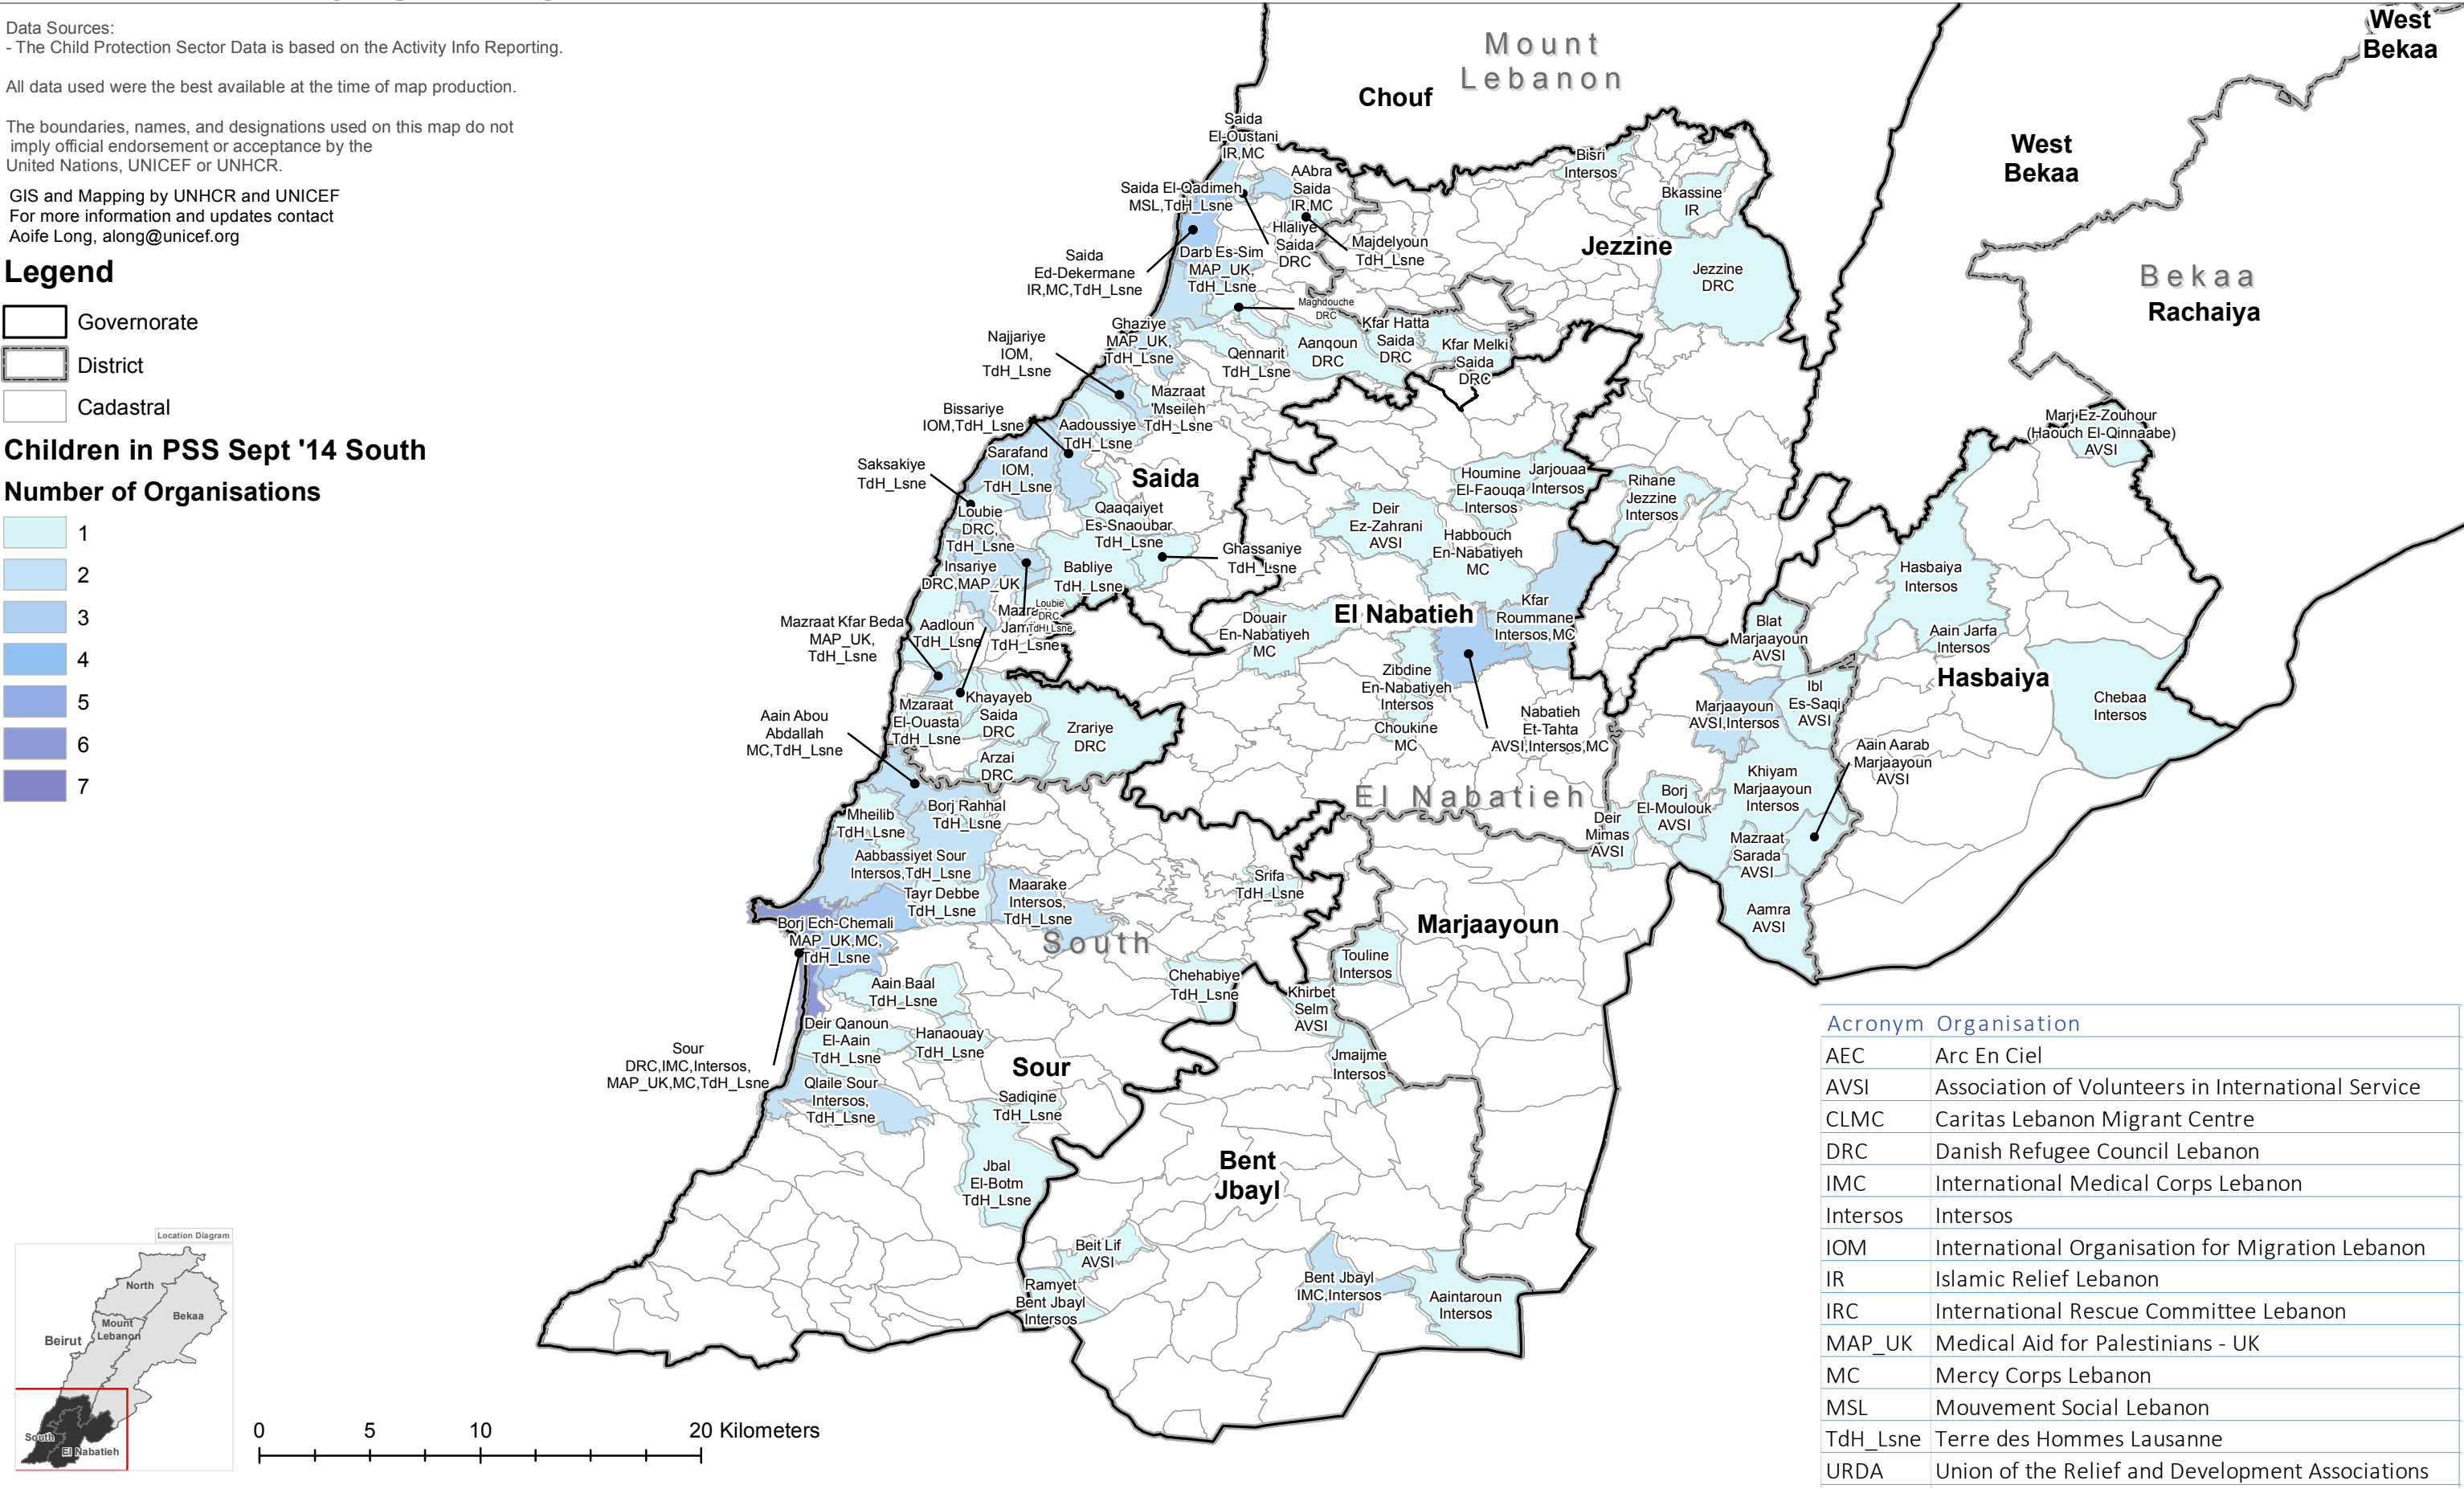 Data Sources:
- The Child Protection Sector Data is based on the Activity Info Reporting.
All data used were the best available at the time of map production.
The boundaries, names, and designations used on this map do not
imply official endorsement or acceptance by the
United Nations, UNICEF or UNHCR.
GIS and Mapping by UNHCR and UNICEF
For more information and updates contact
Aoife Long, along@unicef.org
Legend
Governorate
District
Cadastral
Children in PSS Sept '14 South
Number of Organisations
1
2
3
4
5
6
7
Mount
Lebanon
Chouf
West
Bekaa
West
Bekaa
Bekaa
Rachaiya
Saida
El-Oustani
IR,MC
Saida El-Qadimeh
MSL,TdH_Lsne
AAbra
Saida
IR,MC
Hlaliye
Saida
DRC
Majdelyoun
TdH_Lsne
Saida
Ed-Dekermane
IR,MC,TdH_Lsne
Darb Es-Sim
MAP_UK,
TdH_Lsne
Maghdouche
DRC
Bisri
Intersos
Bkassine
IR
Jezzine
Jezzine
DRC
Ghaziye
MAP_UK,
TdH_Lsne
Qennarit
TdH_Lsne
Aanqoun
DRC
Kfar Hatta
Saida
DRC
Kfar Melki
Saida
DRC
Najjariye
IOM,
TdH_Lsne
Mazraat
'Mseileh
TdH_Lsne
Bissariye
IOM,TdH_Lsne
Aadoussiye
TdH_Lsne
Sarafand
IOM,
TdH_Lsne
Saksakiye
TdH_Lsne
Saida
Loubie
DRC,
TdH_Lsne
Qaaqaiyet
Es-Snaoubar
TdH_Lsne
Ghassaniye
TdH_Lsne
Insariye
DRC,MAP_UK
Babliye
TdH_Lsne
Loubie
DRC,
TdH_Lsne
TdH_Lsne
Aadloun
TdH_Lsne
Mazraat Kfar Beda
MAP_UK,
TdH_Lsne
Mzaraat
El-Ouasta
TdH_Lsne
Khayayeb
Saida
DRC
Zrariye
DRC
Arzai
DRC
Aain Abou
Abdallah
MC,TdH_Lsne
Houmine
El-Faouqa
Intersos
Jarjouaa
Intersos
Rihane
Jezzine
Intersos
Deir
Ez-Zahrani
AVSI
Habbouch
En-Nabatiyeh
MC
El Nabatieh
Douair
En-Nabatiyeh
MC
Kfar
Roummane
Intersos,MC
Zibdine
En-Nabatiyeh
Intersos
Choukine
MC
Nabatieh
Et-Tahta
AVSI,Intersos,MC
El Nabatieh
Marj Ez-Zouhour
(Haouch El-Qinnaabe)
AVSI
Hasbaiya
Intersos
Aain Jarfa
Intersos
Hasbaiya
Chebaa
Intersos
Blat
Marjaayoun
AVSI
Marjaayoun
AVSI,Intersos
Ibl
Es-Saqi
AVSI
Aain Aarab
Marjaayoun
AVSI
Khiyam
Marjaayoun
Intersos
Borj
El-Moulouk
AVSI
Deir
Mimas
AVSI
Mazraat
Sarada
AVSI
Aamra
AVSI
Mheilib
TdH_Lsne
Borj Rahhal
TdH_Lsne
Aabbassiyet Sour
Intersos,TdH_Lsne
Tayr Debbe
TdH_Lsne
Maarake
Intersos,
TdH_Lsne
Srifa
TdH_Lsne
Borj Ech-Chemali
MAP_UK,MC,
TdH_Lsne
South
Marjaayoun
Touline
Intersos
Chehabiye
TdH_Lsne
Khirbet
Selm
AVSI
Aain Baal
TdH_Lsne
Deir Qanoun
El-Aain
TdH_Lsne
Hanaouay
TdH_Lsne
Jmaijme
Intersos
Sour
DRC,IMC,Intersos,
MAP_UK,MC,TdH_Lsne
Sour
Qlaile Sour
Intersos,
TdH_Lsne
Sadiqine
TdH_Lsne
Jbal
El-Botm
TdH_Lsne
Bent
Jbayl
Beit Lif
AVSI
Ramyet
Bent Jbayl
Intersos
Bent Jbayl
IMC,Intersos
Aaintaroun
Intersos
Acronym Organisation
AEC Arc En Ciel
AVSI Association of Volunteers in International Service
CLMC Caritas Lebanon Migrant Centre
DRC Danish Refugee Council Lebanon
IMC International Medical Corps Lebanon
Intersos Intersos
IOM International Organisation for Migration Lebanon
IR Islamic Relief Lebanon
IRC International Rescue Committee Lebanon
MAP_UK Medical Aid for Palestinians - UK
MC Mercy Corps Lebanon
MSL Mouvement Social Lebanon
TdH_Lsne Terre des Hommes Lausanne
URDA Union of the Relief and Development Associations
Location Diagram
North
Bekaa
Mount
Lebanon
Beirut
South
El Nabatieh
0 5 10 20 Kilometers